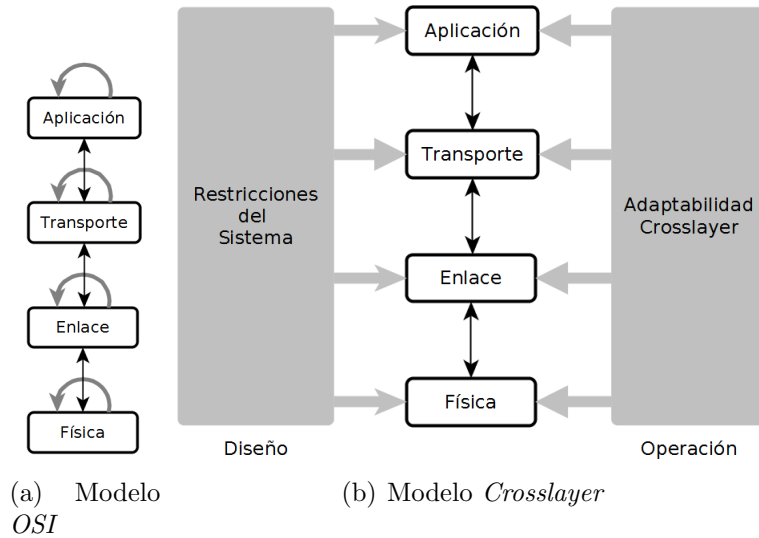 Aplicación
Transporte
Enlace
Física
(a) Modelo
OSI
Restricciones
del
Sistema
Diseño
Aplicación
Transporte
Enlace
Física
Adaptabilidad
Crosslayer
Operación
(b) Modelo Crosslayer